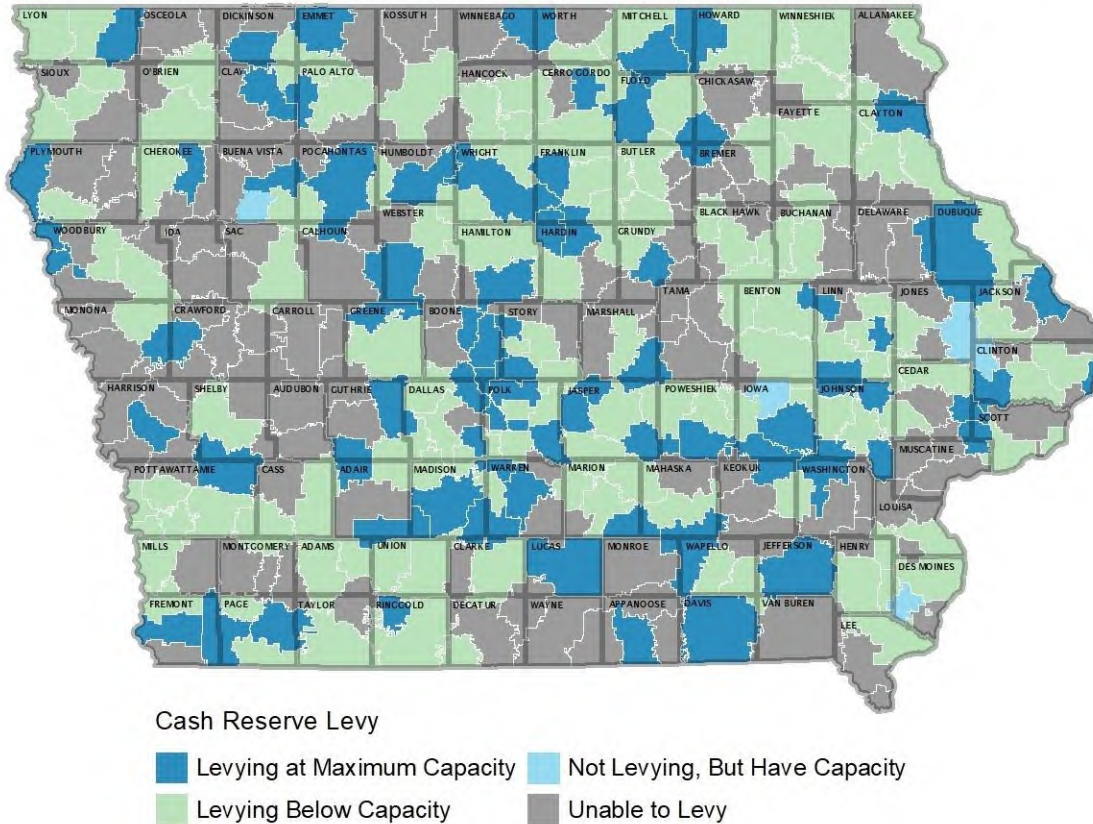 LYON OSCEOLA DICKINSON EMMET KOSSUTH WINNEBAGO WORTH MITCHELL HOWARD WINNESHIEK ALLAMAKEE
SIOUX O'BRIEN CLAY PALO ALTO HANCOCK CERRO GORDO FLOYD CHICKASAW
FAYETTE CLAYTON
PLYMOUTH CHEROKEE BUENA VISTA POCAHONTAS HUMBOLDT WRIGHT FRANKLIN BUTLER BREMER
WEBSTER BLACK HAWK BUCHANAN DELAWARE DUBUQUE
WOODBURY IDA SAC CALHOUN HAMILTON HARDIN GRUNDY
TAMA BENTON LINN JONES JACKSON
MONONA CRAWFORD CARROLL GREENE BOONE STORY MARSHALL
CLINTON
CEDAR
HARRISON SHELBY AUDUBON GUTHRIE DALLAS POLK JASPER POWESHIEK IOWA JOHNSON
SCOTT
MUSCATINE
POTTAWATTAMIE CASS ADAIR MADISON WARREN MARION MAHASKA KEOKUK WASHINGTON
LOUISA
MILLS MONTGOMERY ADAMS UNION CLARKE LUCAS MONROE WAPELLO JEFFERSON HENRY
DES MOINES
FREMONT PAGE TAYLOR RINGGOLD DECATUR WAYNE APPANOOSE DAVIS VAN BUREN
LEE
Cash Reserve Levy
Levying at Maximum Capacity Not Levying, But Have Capacity
Levying Below Capacity Unable to Levy